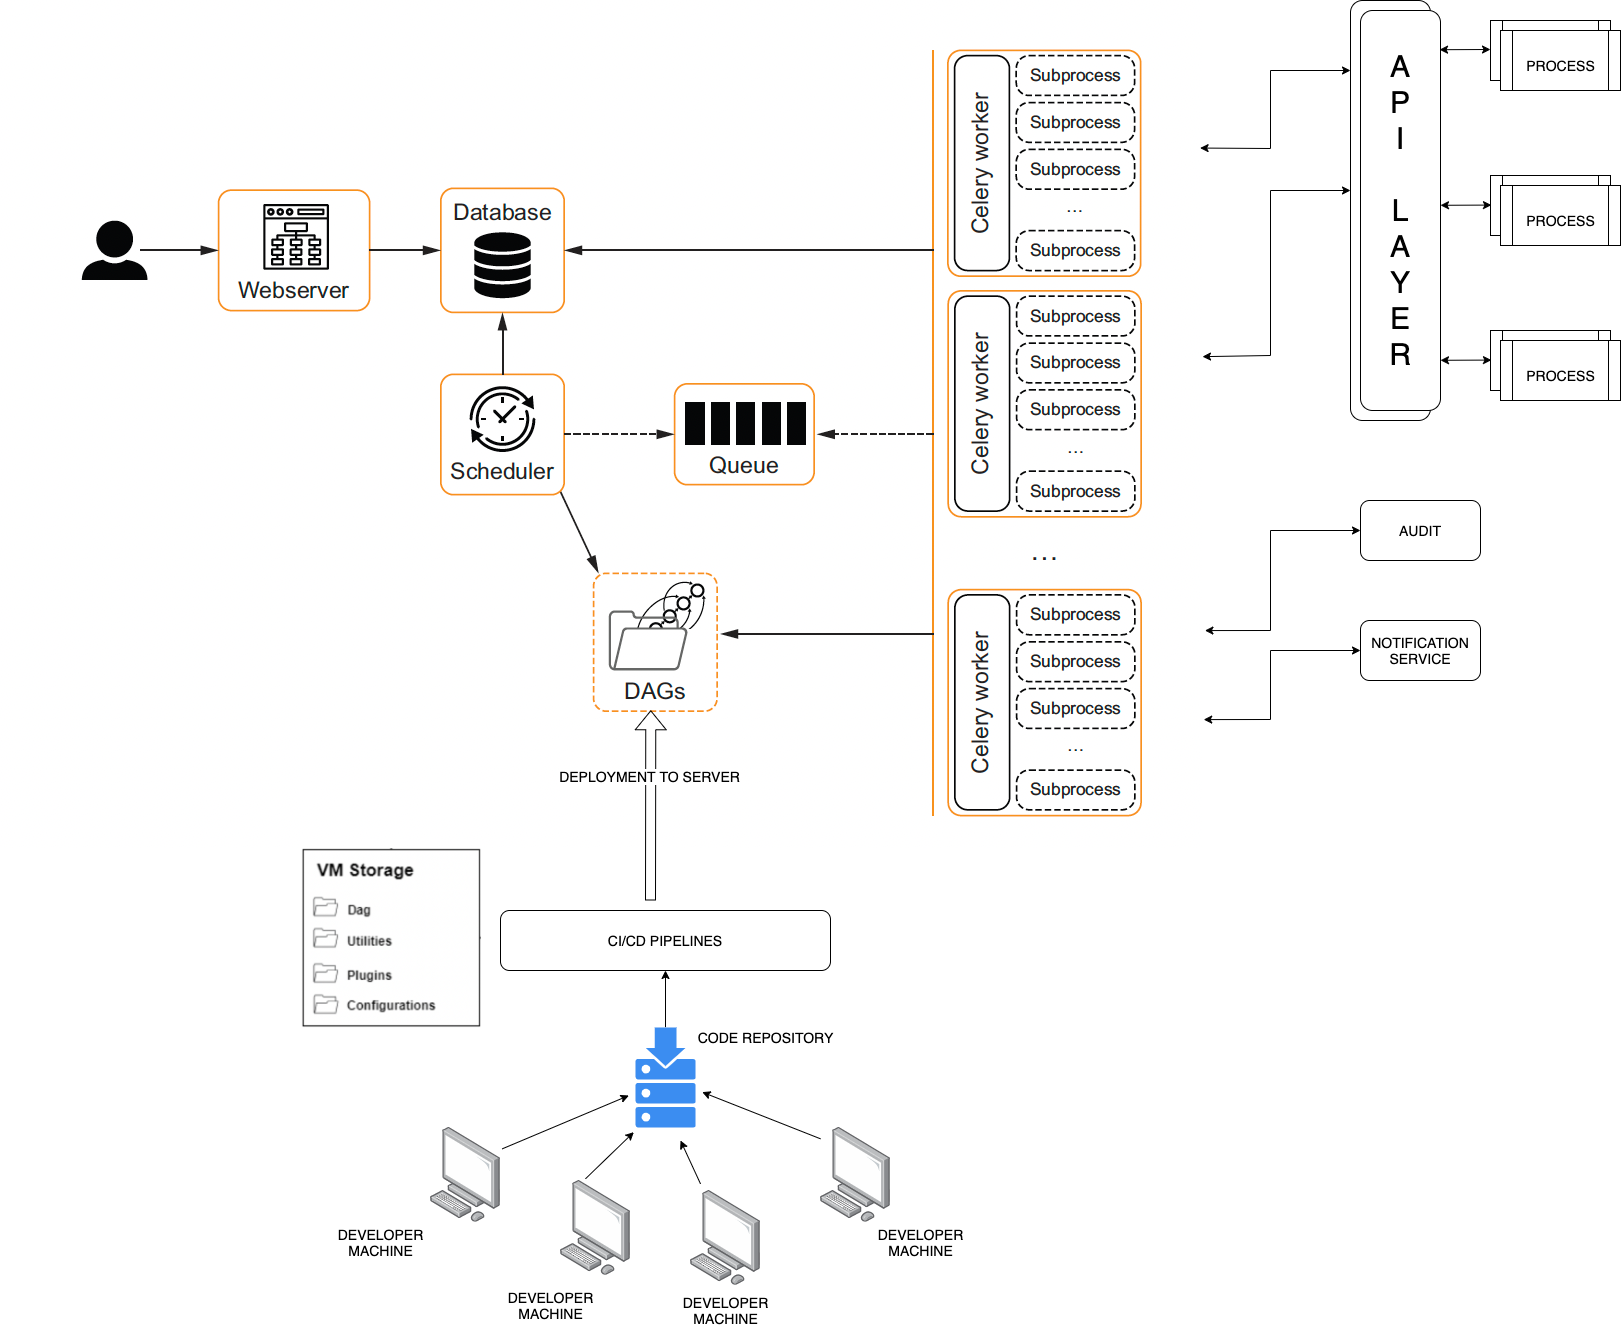 Webserver
Database
Scheduler
Queue
DAGs
Celery worker
Subprocess
Subprocess
Subprocess
...
Subprocess
Celery worker
Subprocess
Subprocess
Subprocess
...
Subprocess
...
Celery worker
Subprocess
Subprocess
Subprocess
...
Subprocess
A
P
I
L
A
Y
E
R
PROCESS
PROCESS
PROCESS
AUDIT
NOTIFICATION
SERVICE
DEPLOYMENT TO SERVER
VM Storage
Dag
Utilities
Plugins
Configurations
CI/CD PIPELINES
CODE REPOSITORY
DEVELOPER
MACHINE
DEVELOPER
MACHINE
DEVELOPER
MACHINE
DEVELOPER
MACHINE